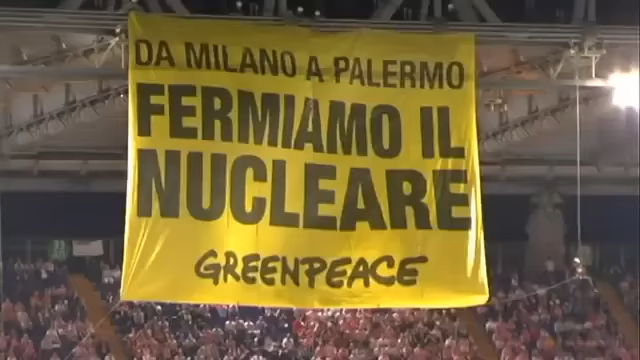 DA MILANO A PALERMO
FERMIAMO IL
NUCLEARE
GREENPEACE